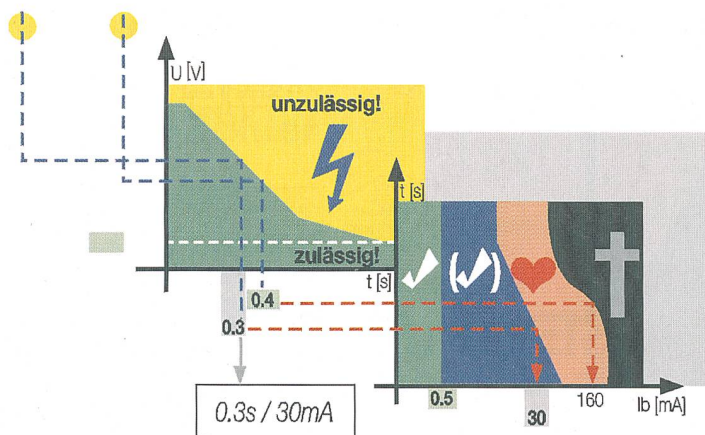 U [V]
unzulässig!
zulässig!
t [s]
t [s]
0.4
0.3
0.5
30
160
Ib [mA]
0.3s / 30mA